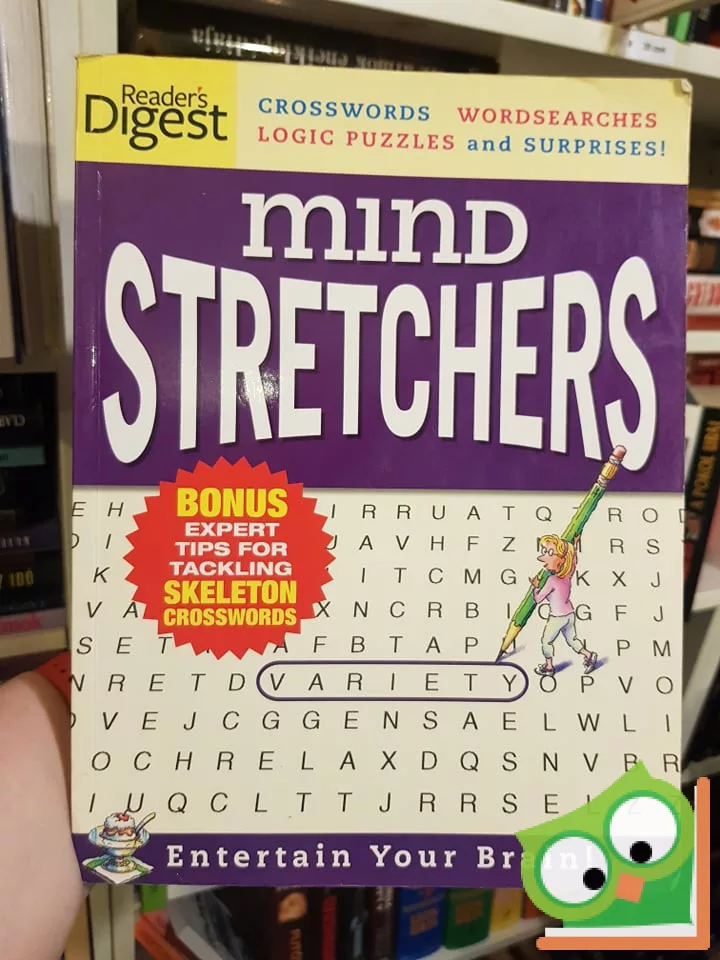 Reader's
Digest
CROSSWORDS WORDSEARCHES
LOGIC PUZZLES and SURPRISES!
mind
STRETCHERS
BONUS
EXPERT
TIPS FOR
TACKLING
SKELETON
CROSSWORDS
E H I R R U A T Q R O
I J A V H F Z R S
K I T C M G K X J
V A X N C R B I G F J
S E T A F B T A P P M
N R E T D V A R I E T Y O P V O
V E J C G G E N S A E L W L I
O C H R E L A X D Q S N V B R
I U Q C L T T J R R S E L
Entertain Your Brain!